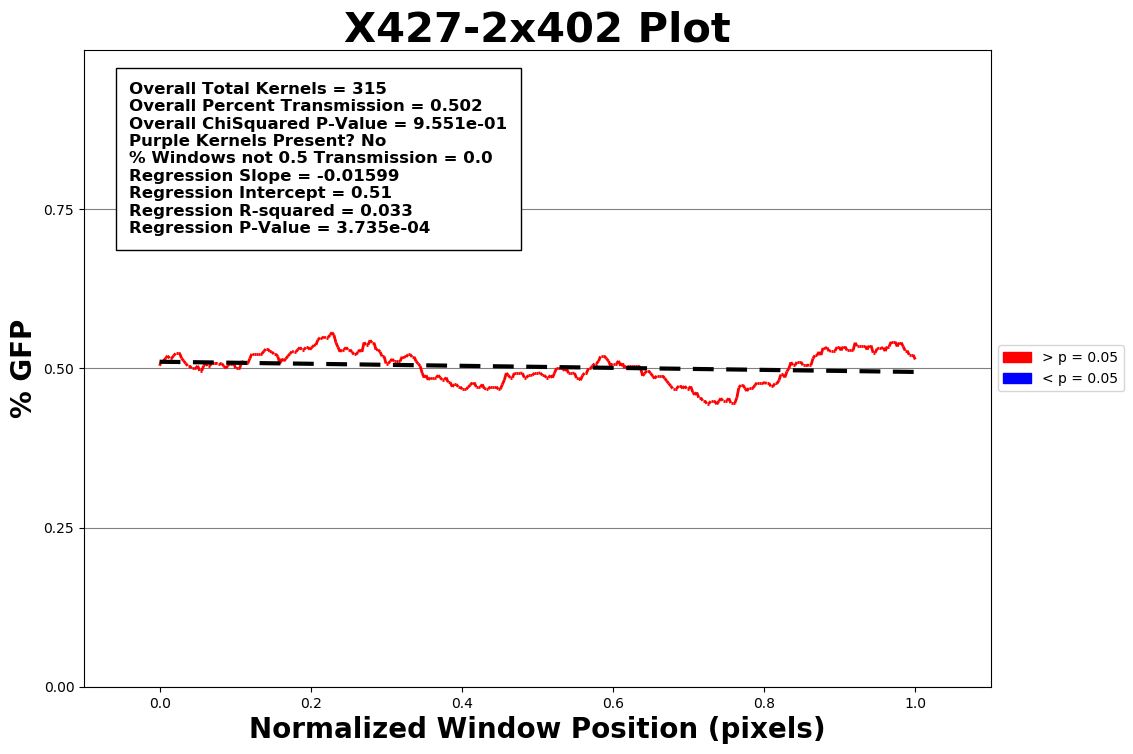 X427-2x402 Plot
Overall Total Kernels = 315
Overall Percent Transmission = 0.502
Overall ChiSquared P-Value = 9.551e-01
Purple Kernels Present? No
% Windows not 0.5 Transmission = 0.0
Regression Slope = -0.01599
Regression Intercept = 0.51
Regression R-squared = 0.033
Regression P-Value = 3.735e-04
% GFP
0.75
0.50
0.25
0.00
0.0
0.2
0.4
0.6
0.8
1.0
Normalized Window Position (pixels)
> p = 0.05
< p = 0.05